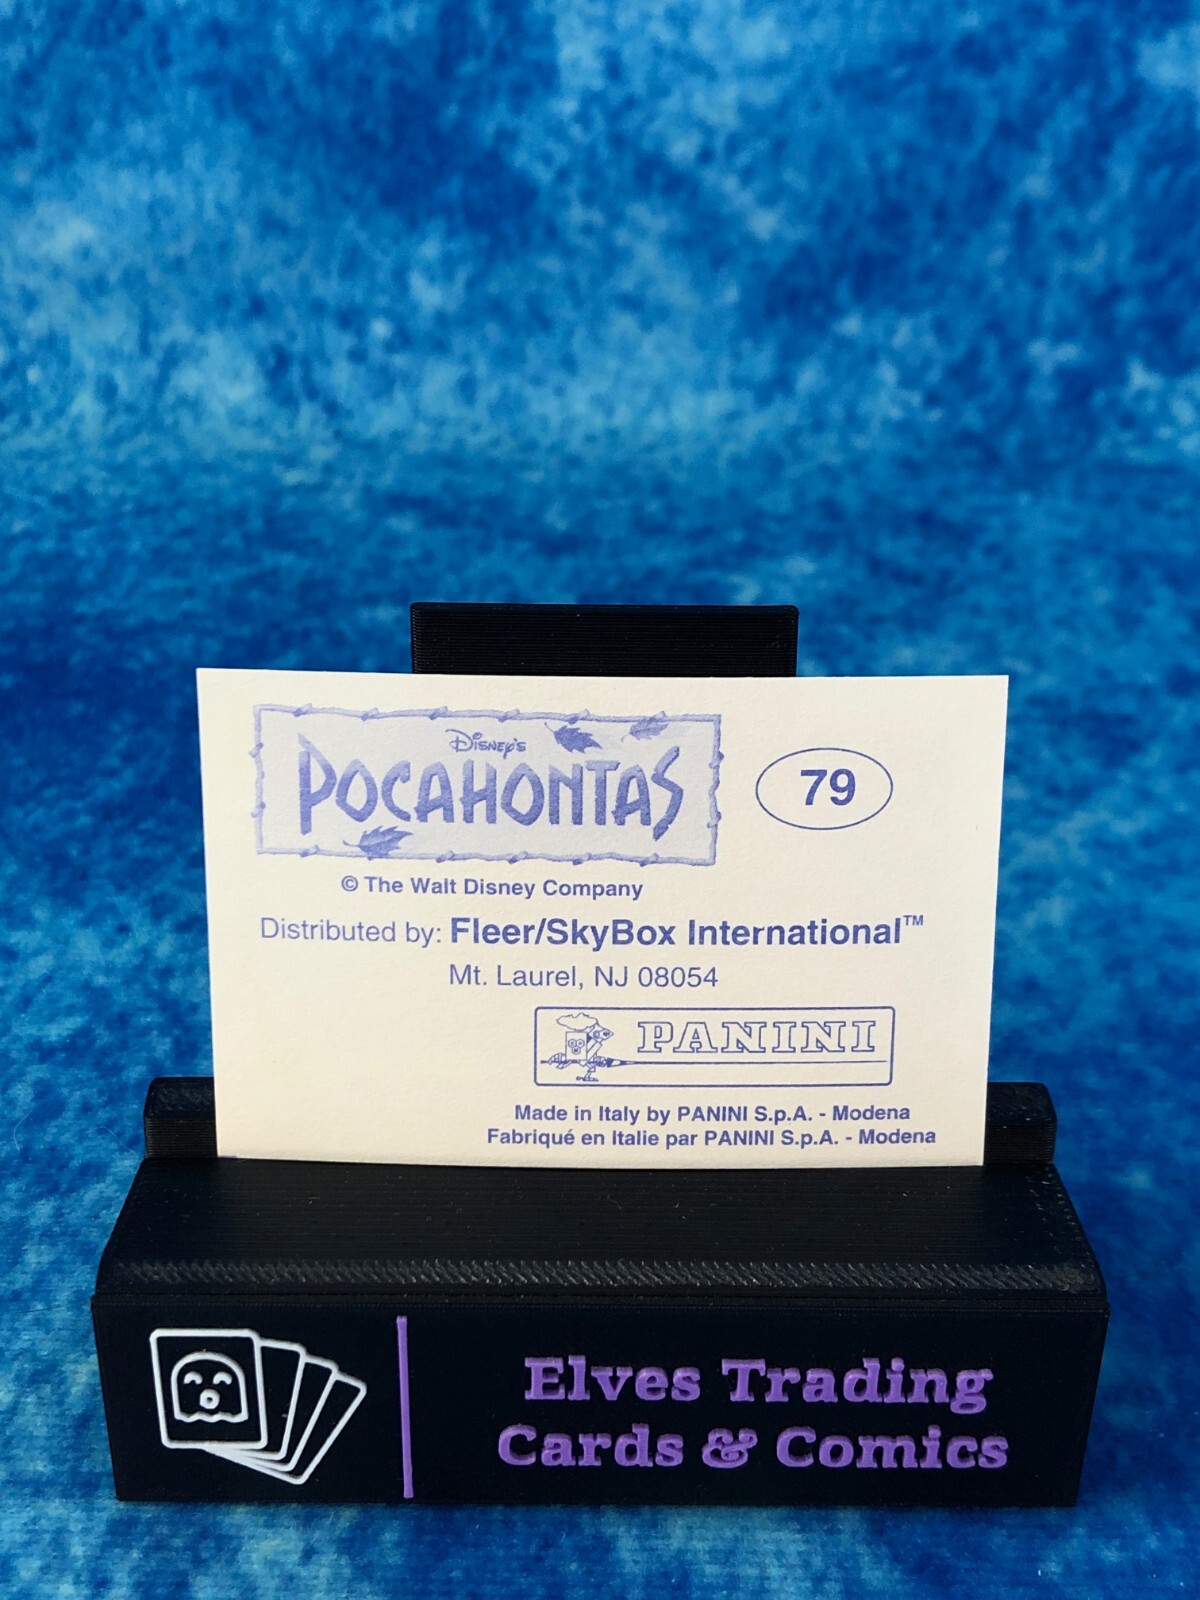 Disney's
POCAHONTAS
79
© The Walt Disney Company
Distributed by: Fleer/SkyBox International™
Mt. Laurel, NJ 08054
PANINI
Made in Italy by PANINI S.p.A. - Modena
Fabriqué en Italie par PANINI S.p.A. - Modena
Elves Trading
Cards & Comics